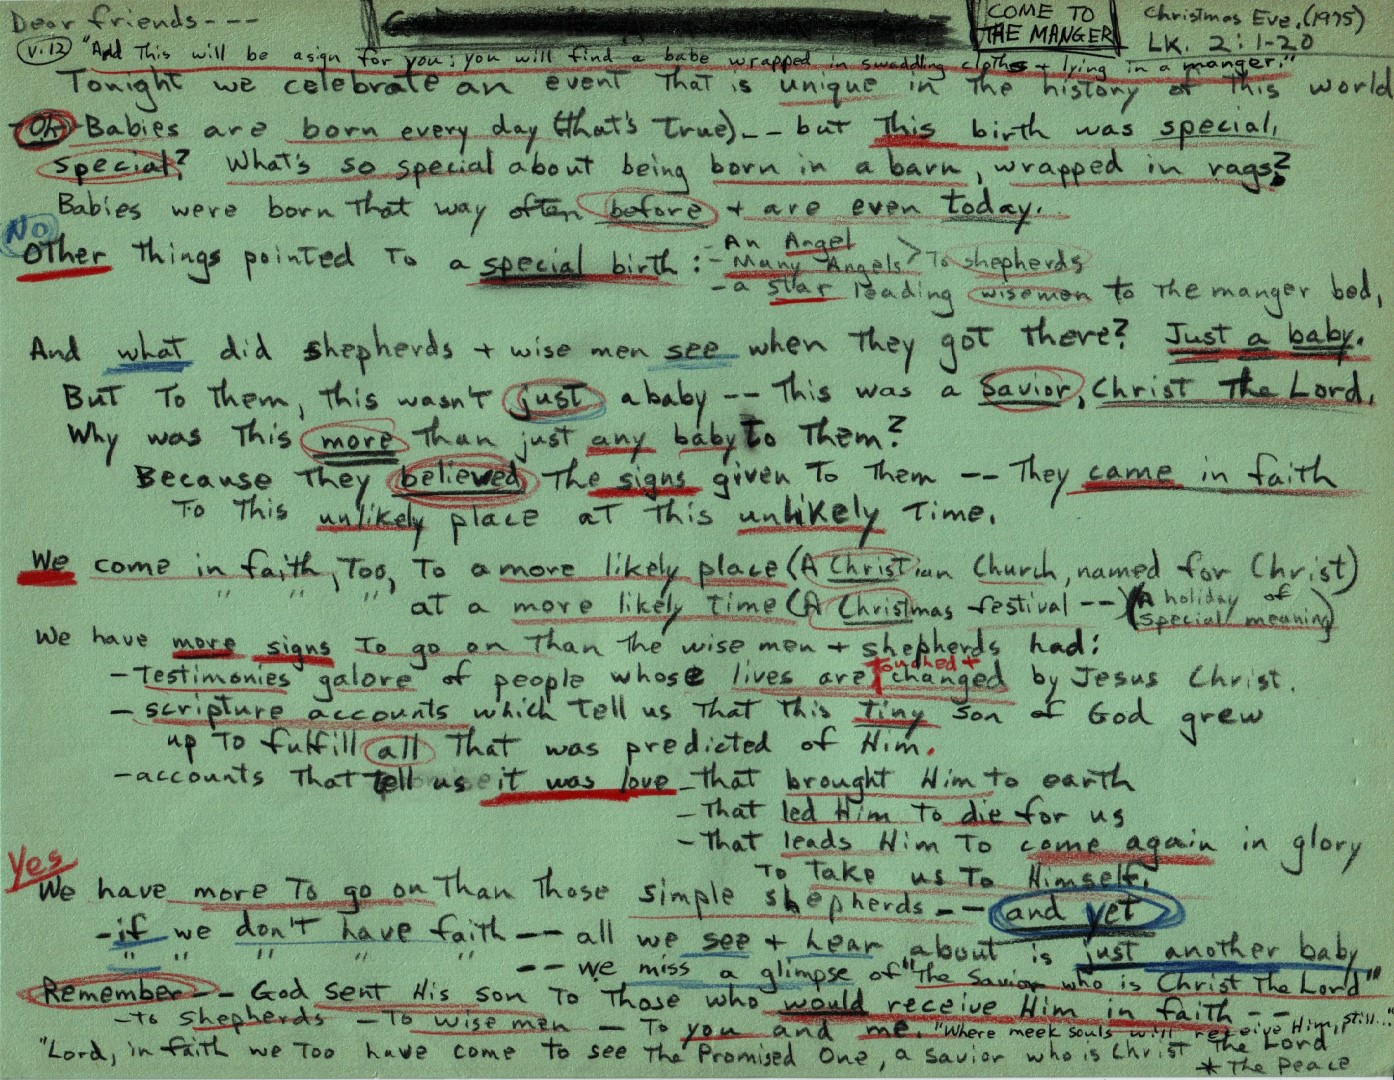 Dear friends---
COME TO
THE MANGER
Christmas Eve, (1975)
LK. 2:1-20
v.12 "And This will be a sign for you: you will find a babe wrapped in swaddling cloths + lying in a manger."
Tonight we celebrate an event that is unique in the history of this world
Oh, Babies are born every day (that's True)-- but This birth was special,
special? What's so special about being born in a barn, wrapped in rags?
Babies were born that way often before + are even today.
No
Other things pointed to a special birth: - An Angel
- Many Angels > To shepherds
- a star leading wisemen to the manger bed,
And what did shepherds + wise men see when they got there? Just a baby.
But To them, this wasn't just a baby -- This was a Savior, Christ The Lord.
Why was this more than just any baby to them?
Because they believed the signs given to them -- They came in faith
To This unlikely place at this unlikely Time.
We come in faith, Too, To a more likely place (A Christian Church, named for Christ)
" " " at a more likely time (A Christmas festival --) (A holiday of
special meaning)
We have more signs To go on Than the wise men + shepherds had:
- Testimonies galore of people whose lives are touched + changed by Jesus Christ.
- scripture accounts which tell us that this tiny son of God grew
up To fulfill all that was predicted of Him.
- accounts that tell us it was love - that brought Him to earth
- That led Him To die for us
- That leads Him To come again in glory
To Take us To Himself.
Yes
We have more To go on Than Those simple shepherds -- and yet
- if we don't have faith -- all we see + hear about is just another baby
" " " " " -- we miss a glimpse of "The Savior who is Christ The Lord"
Remember -- God sent His son To Those who would receive Him in faith --
- To shepherds - To wise men - To you and me. "Where meek souls will receive Him, still..."
"Lord, in faith we Too have come to see The Promised One, a Savior who is Christ The Lord
* The Peace